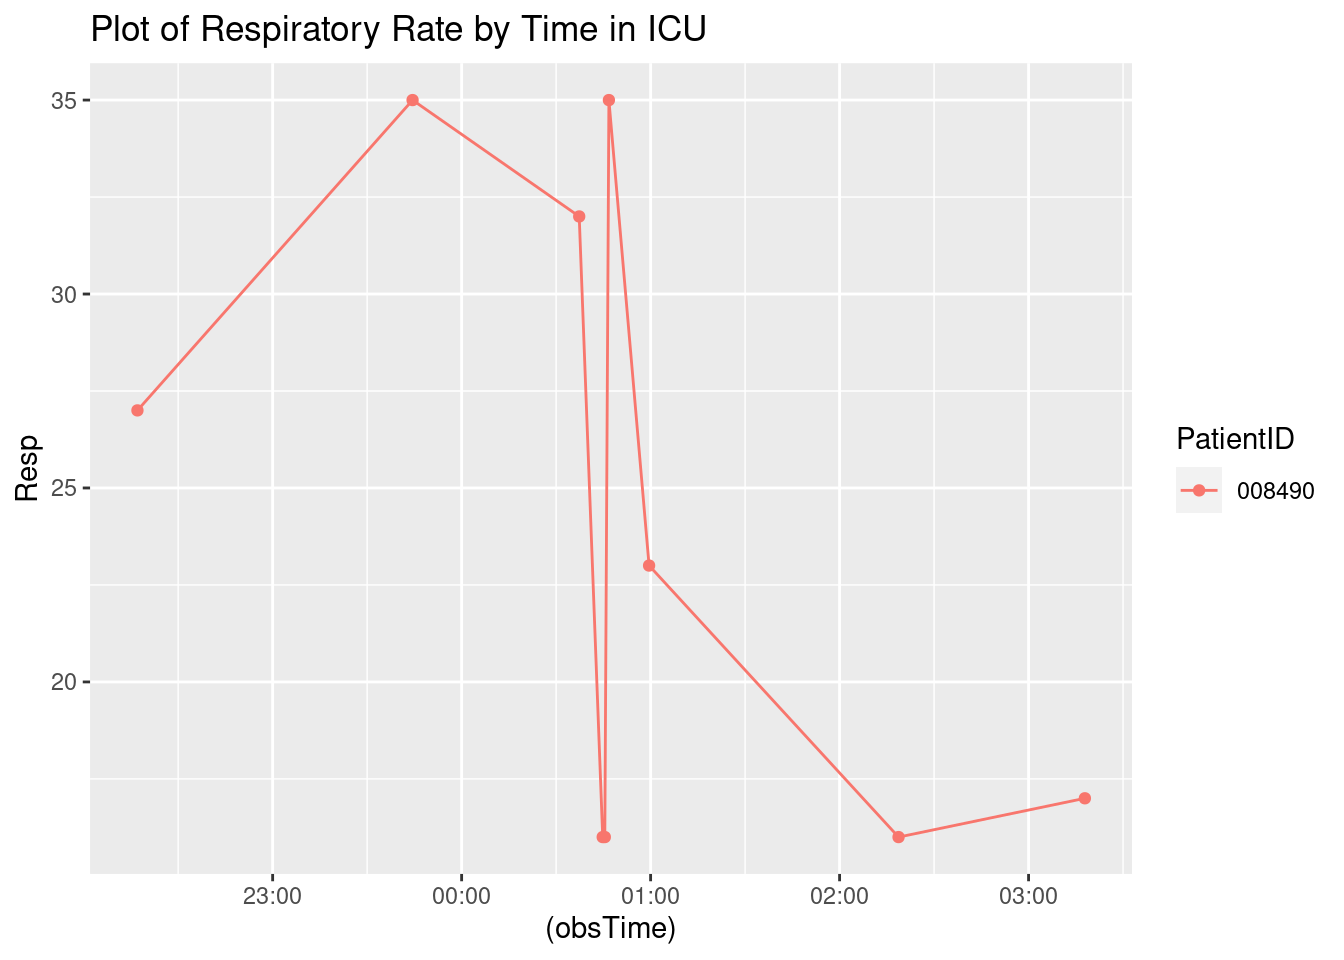 Plot of Respiratory Rate by Time in ICU
35
30
25
20
Resp
23:00 00:00 01:00 02:00 03:00
(obsTime)
PatientID
008490